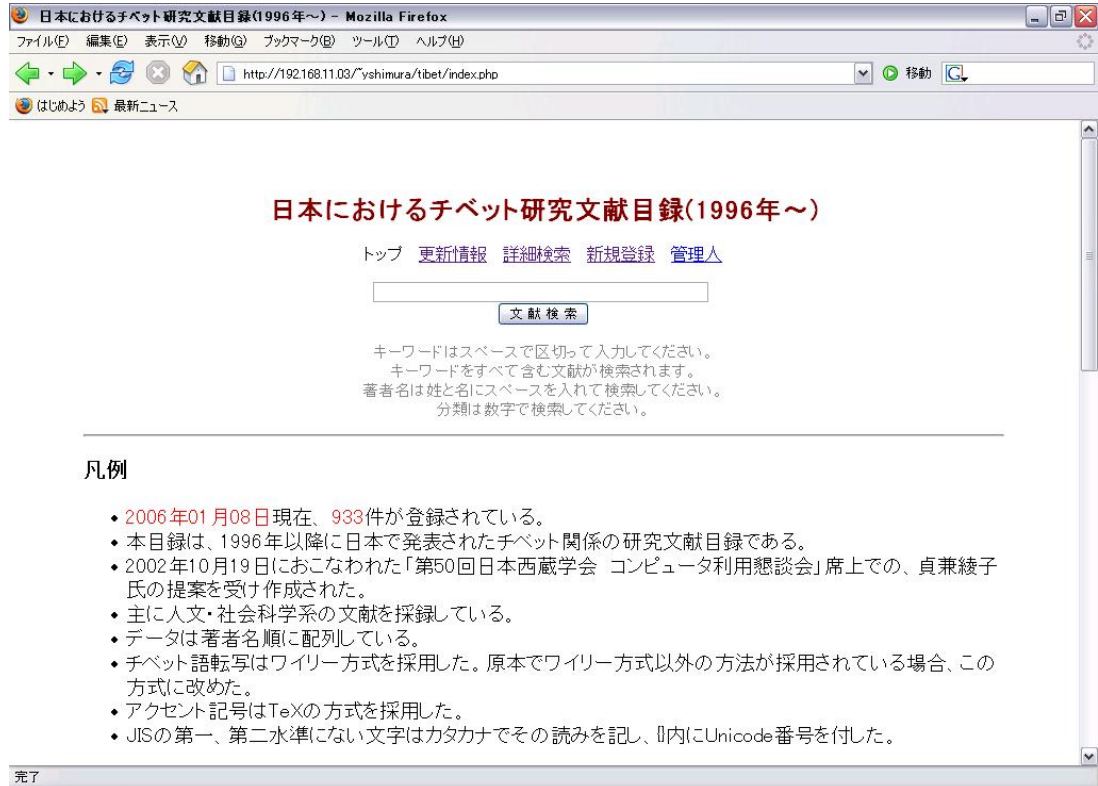 日本におけるチベット研究文献目録(1996年～) - Mozilla Firefox
ファイル(F) 編集(E) 表示(V) 移動(G) ブックマーク(B) ツール(T) ヘルプ(H)
http://192.168.11.03/~yshimura/tibet/index.php 移動 G
はじめよう 最新ニュース
日本におけるチベット研究文献目録(1996年～)
トップ 更新情報 詳細検索 新規登録 管理人
文献検索
キーワードはスペースで区切って入力してください。
キーワードをすべて含む文献が検索されます。
著者名は姓と名にスペースを入れて検索してください。
分類は数字で検索してください。
凡例
• 2006年01月08日現在、933件が登録されている。
• 本目録は、1996年以降に日本で発表されたチベット関係の研究文献目録である。
• 2002年10月19日におこなわれた「第50回日本西蔵学会 コンピュータ利用懇談会」席上での、貞兼綾子
氏の提案を受け作成された。
• 主に人文・社会科学系の文献を採録している。
• データは著者名順に配列している。
• チベット語転写はワイリー方式を採用した。原本でワイリー方式以外の方法が採用されている場合、この
方式に改めた。
• アクセント記号はTeXの方式を採用した。
• JISの第一、第二水準にない文字はカタカナでその読みを記し、[]内にUnicode番号を付した。
完了